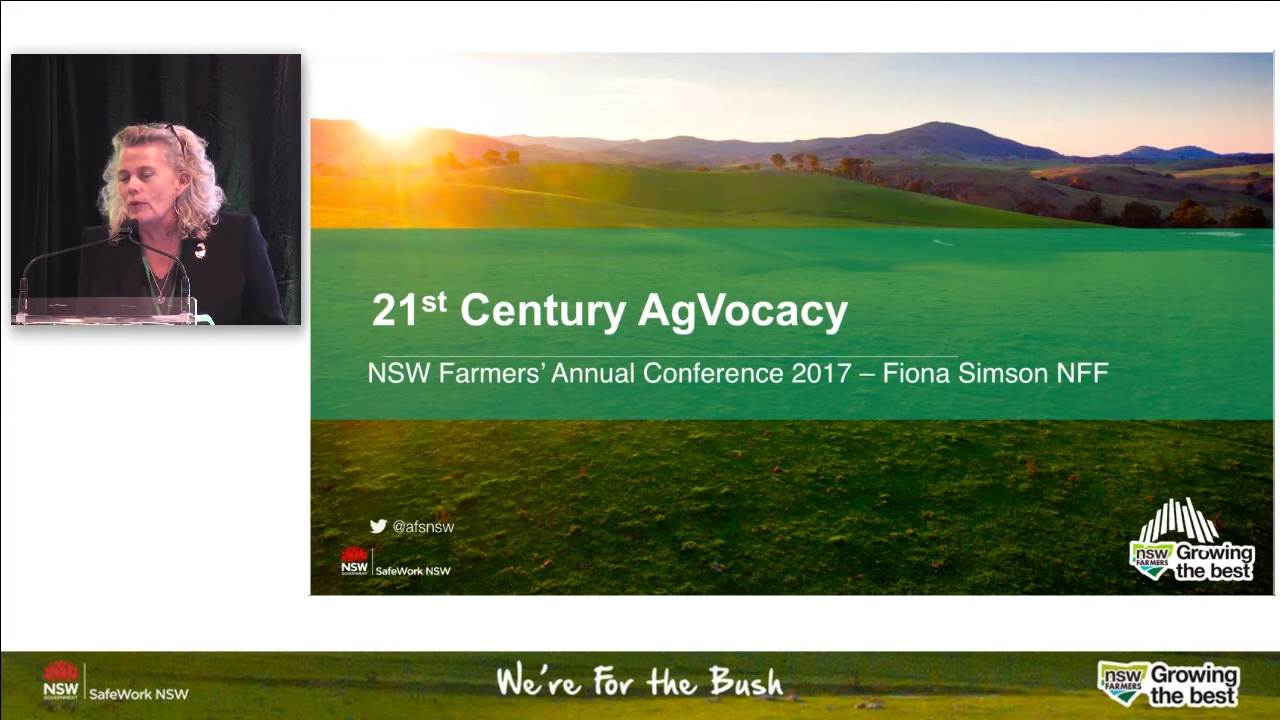 21st Century AgVocacy
NSW Farmers' Annual Conference 2017 – Fiona Simson NFF
@afsnsw
NSW
GOVERNMENT
SafeWork NSW
nsw
FARMERS
Growing
the best
NSW
GOVERNMENT
SafeWork NSW
We're For the Bush
nsw
FARMERS
Growing
the best